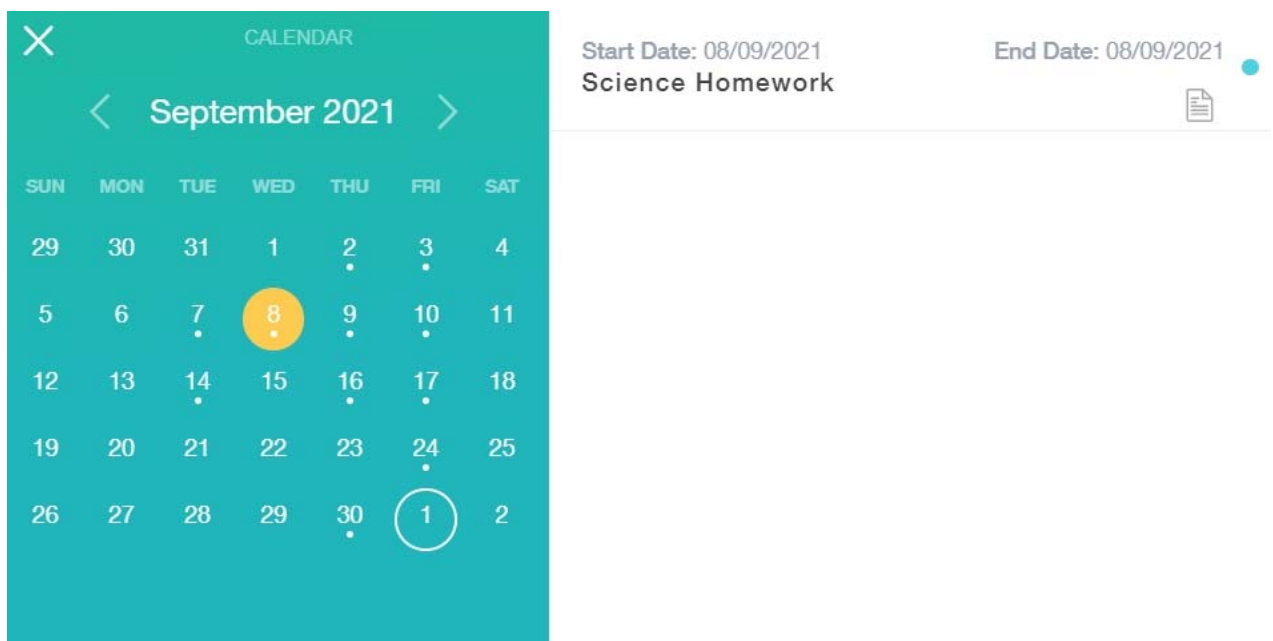 CALENDAR
September 2021
SUN MON TUE WED THU FRI SAT
29 30 31 1 2 3 4
5 6 7 8 9 10 11
12 13 14 15 16 17 18
19 20 21 22 23 24 25
26 27 28 29 30 1 2
Start Date: 08/09/2021 End Date: 08/09/2021
Science Homework